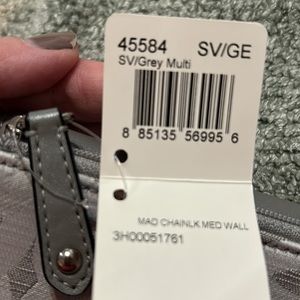 45584 SV/GE
SV/Grey Multi
8 85135 56995 6
MAD CHAINLK MED WALL
3H00051761